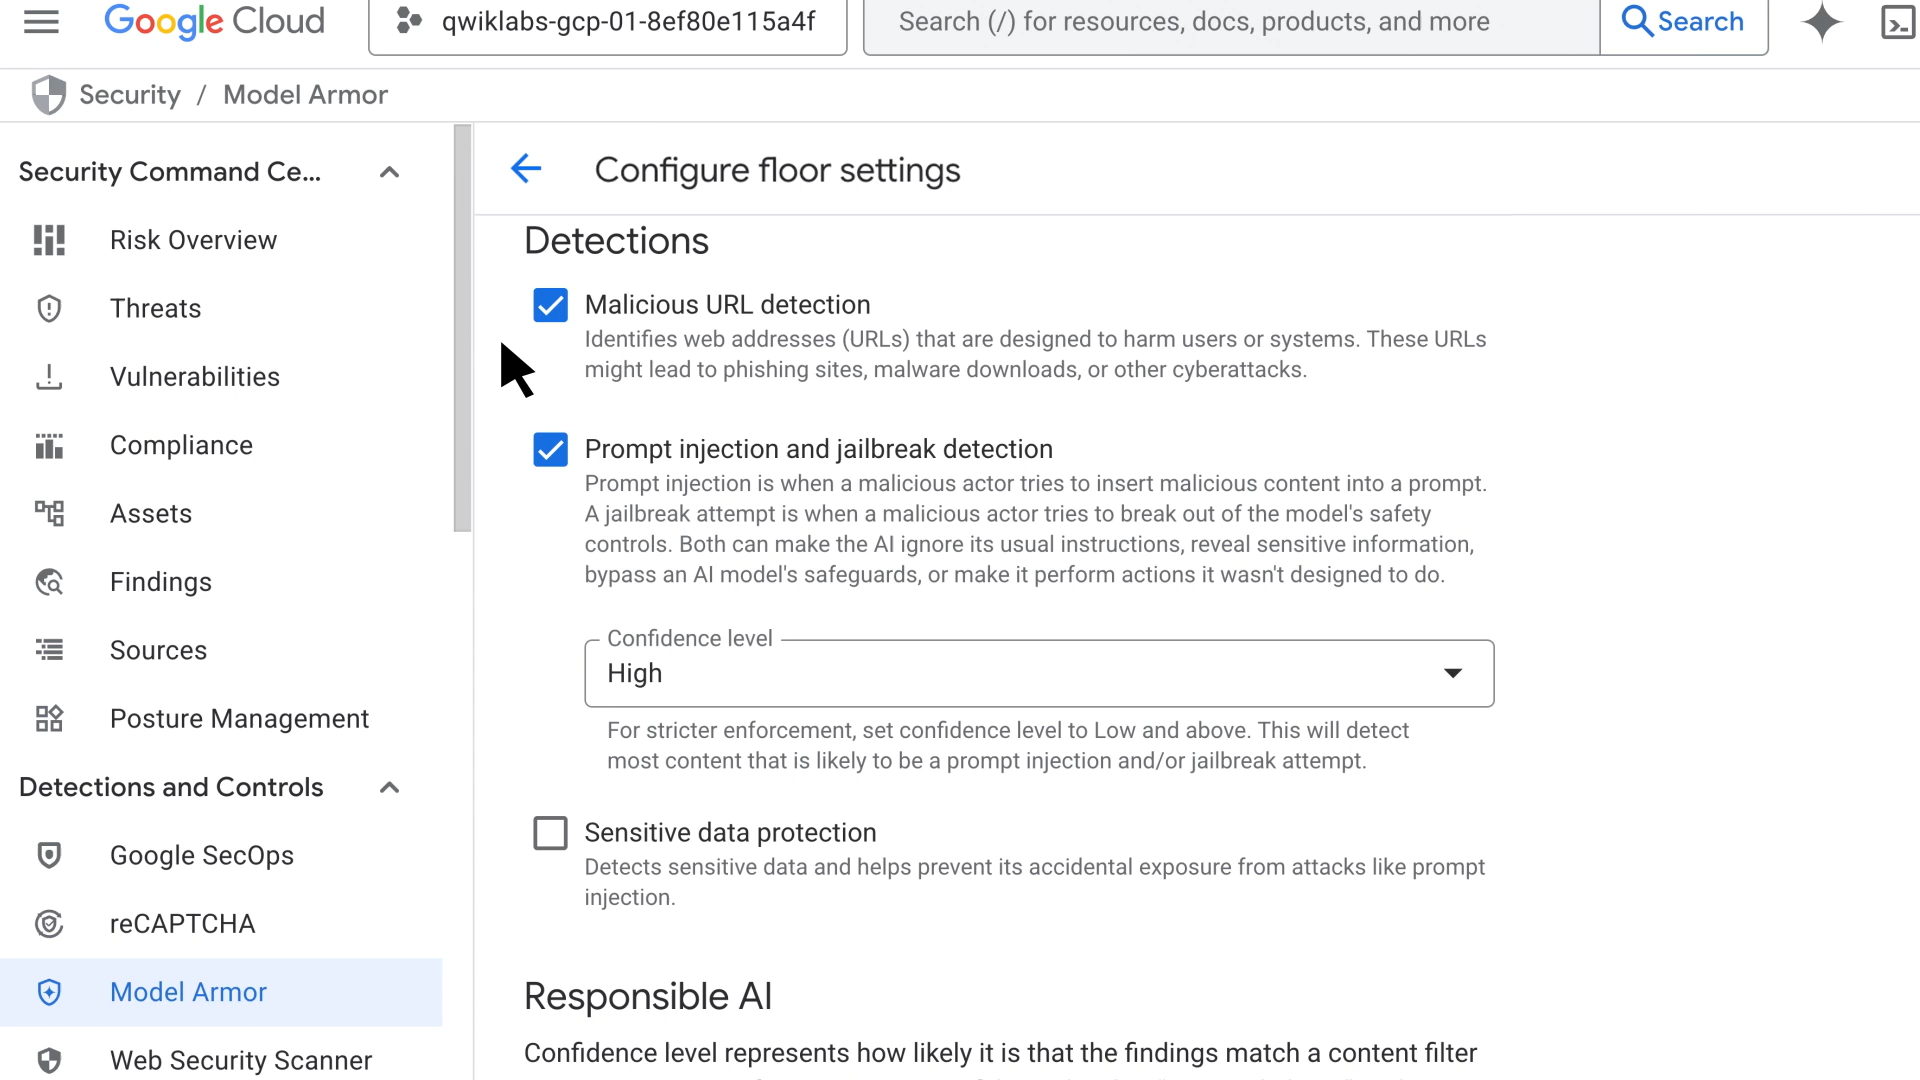 Google Cloud
qwiklabs-gcp-01-8ef80e115a4f
Search (/) for resources, docs, products, and more
Search
Security / Model Armor
Security Command Ce...
Risk Overview
Threats
Vulnerabilities
Compliance
Assets
Findings
Sources
Posture Management
Detections and Controls
Google SecOps
reCAPTCHA
Model Armor
Web Security Scanner
Configure floor settings
Detections
Malicious URL detection
Identifies web addresses (URLs) that are designed to harm users or systems. These URLs
might lead to phishing sites, malware downloads, or other cyberattacks.
Prompt injection and jailbreak detection
Prompt injection is when a malicious actor tries to insert malicious content into a prompt.
A jailbreak attempt is when a malicious actor tries to break out of the model's safety
controls. Both can make the AI ignore its usual instructions, reveal sensitive information,
bypass an AI model's safeguards, or make it perform actions it wasn't designed to do.
Confidence level
High
For stricter enforcement, set confidence level to Low and above. This will detect
most content that is likely to be a prompt injection and/or jailbreak attempt.
Sensitive data protection
Detects sensitive data and helps prevent its accidental exposure from attacks like prompt
injection.
Responsible AI
Confidence level represents how likely it is that the findings match a content filter